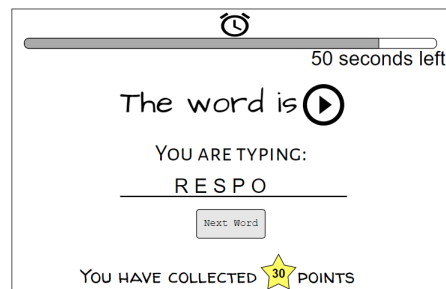 50 seconds left
The word is
YOU ARE TYPING:
RESPO
Next Word
YOU HAVE COLLECTED 30 POINTS